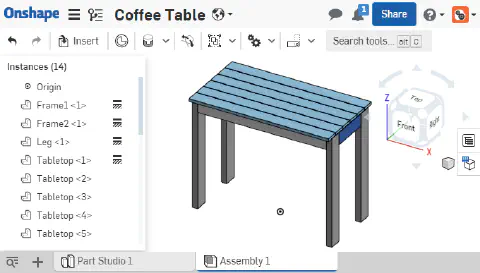 Onshape Coffee Table 1 Share
Insert Search tools... alt C
Instances (14)
Origin
Frame1 <1>
Frame2 <1>
Leg <1>
Tabletop <1>
Tabletop <2>
Tabletop <3>
Tabletop <4>
Tabletop <5>
Top
Front Right
Z
X
Part Studio 1 Assembly 1